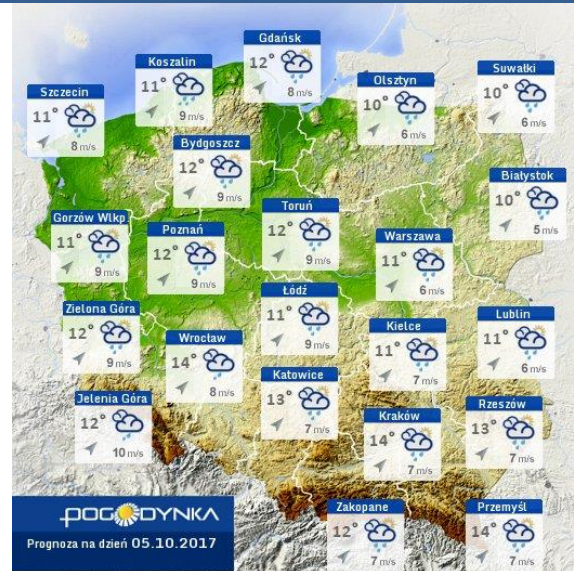 Gdańsk
12°
8 m/s
Koszalin
11°
9 m/s
Suwałki
10°
6 m/s
Olsztyn
10°
6 m/s
Szczecin
11°
8 m/s
Bydgoszcz
12°
9 m/s
Białystok
10°
5 m/s
Toruń
12°
9 m/s
Gorzów Wlkp
11°
9 m/s
Poznań
12°
9 m/s
Warszawa
11°
6 m/s
Łódź
11°
9 m/s
Zielona Góra
12°
9 m/s
Lublin
11°
6 m/s
Kielce
11°
7 m/s
Wrocław
14°
8 m/s
Katowice
13°
7 m/s
Jelenia Góra
12°
10 m/s
Rzeszów
13°
7 m/s
Kraków
14°
7 m/s
Zakopane
12°
7 m/s
Przemyśl
14°
7 m/s
POGODYNKA
Prognoza na dzień 05.10.2017